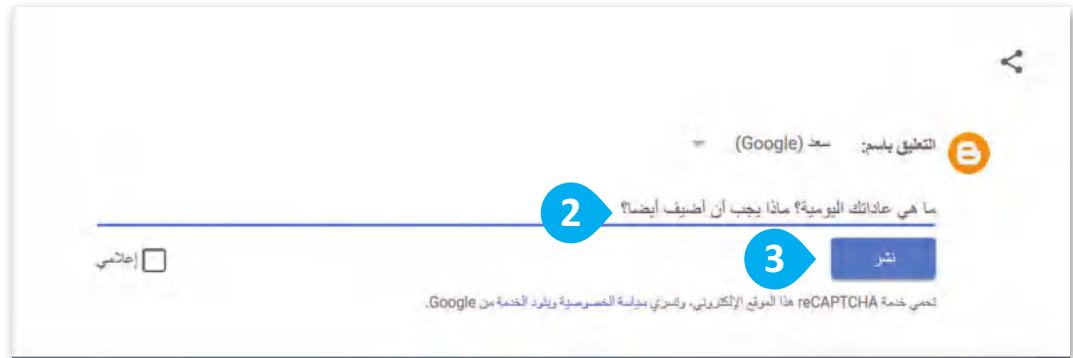 التعليق باسم: سعد (Google)
ما هي عاداتك اليومية؟ ماذا يجب أن أضيف أيضا؟
2
3
نشر
إعلامي
تحمي خدمة reCAPTCHA هذا الموقع الإلكتروني، وتسري سياسة الخصوصية وبنود الخدمة من Google.